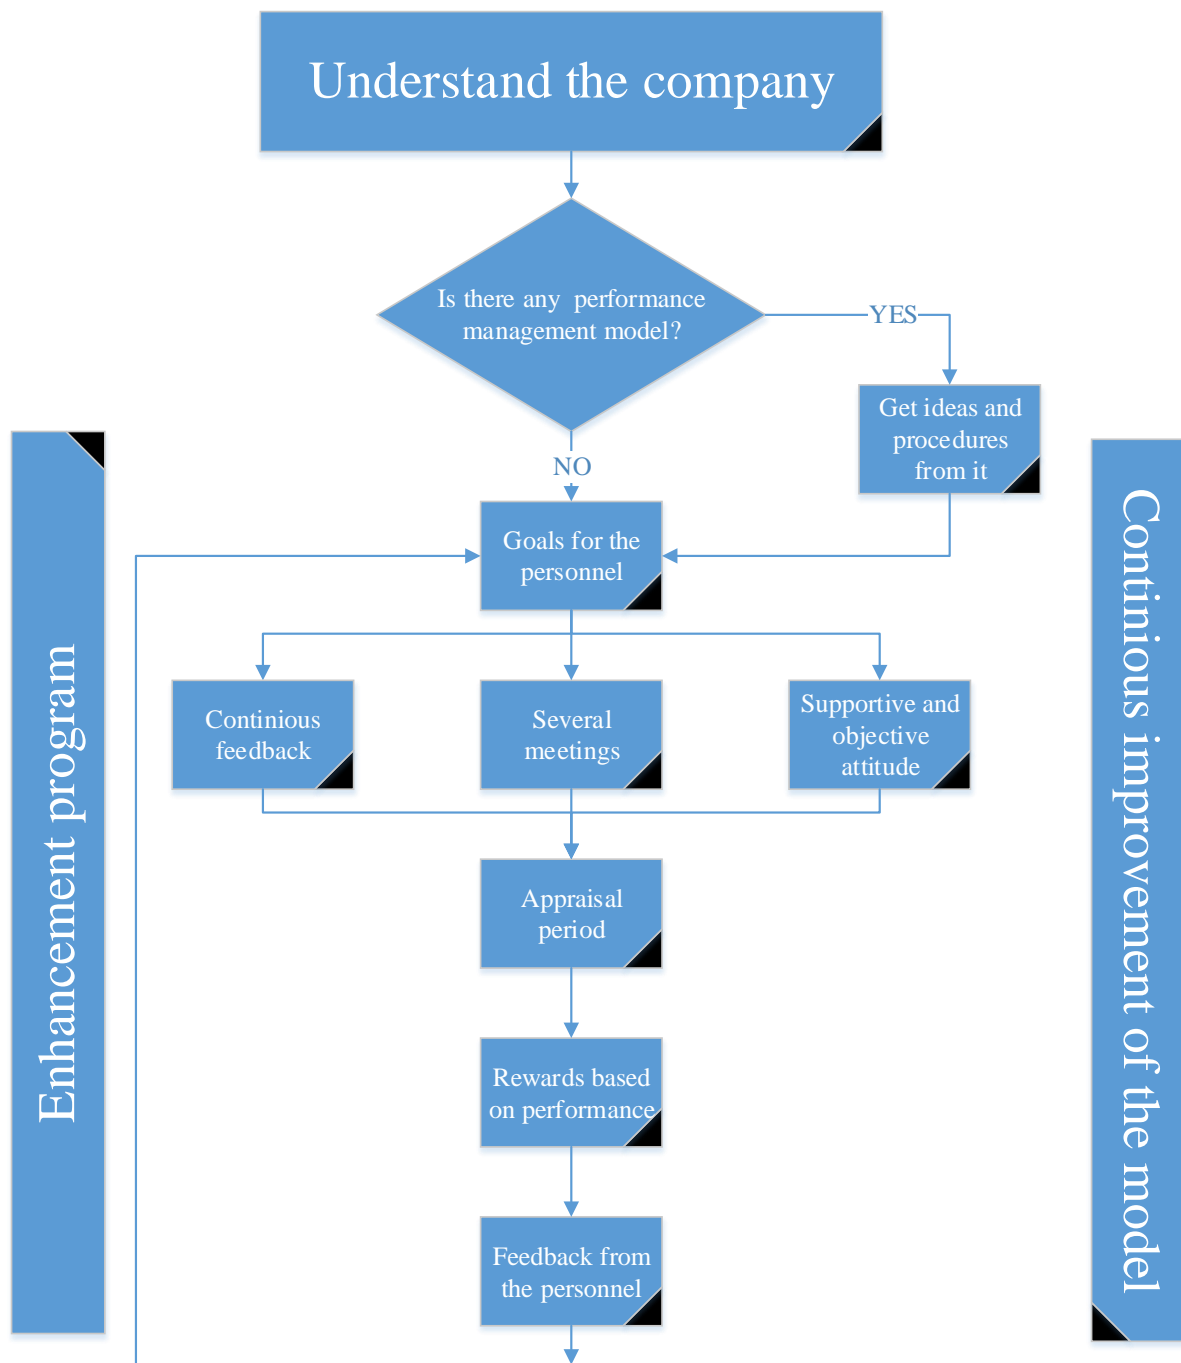 Understand the company
Is there any performance
management model?
YES
Get ideas and
procedures
from it
NO
Goals for the
personnel
Continious
feedback
Several
meetings
Supportive and
objective
attitude
Appraisal
period
Rewards based
on performance
Feedback from
the personnel
Enhancement program
Continious improvement of the model